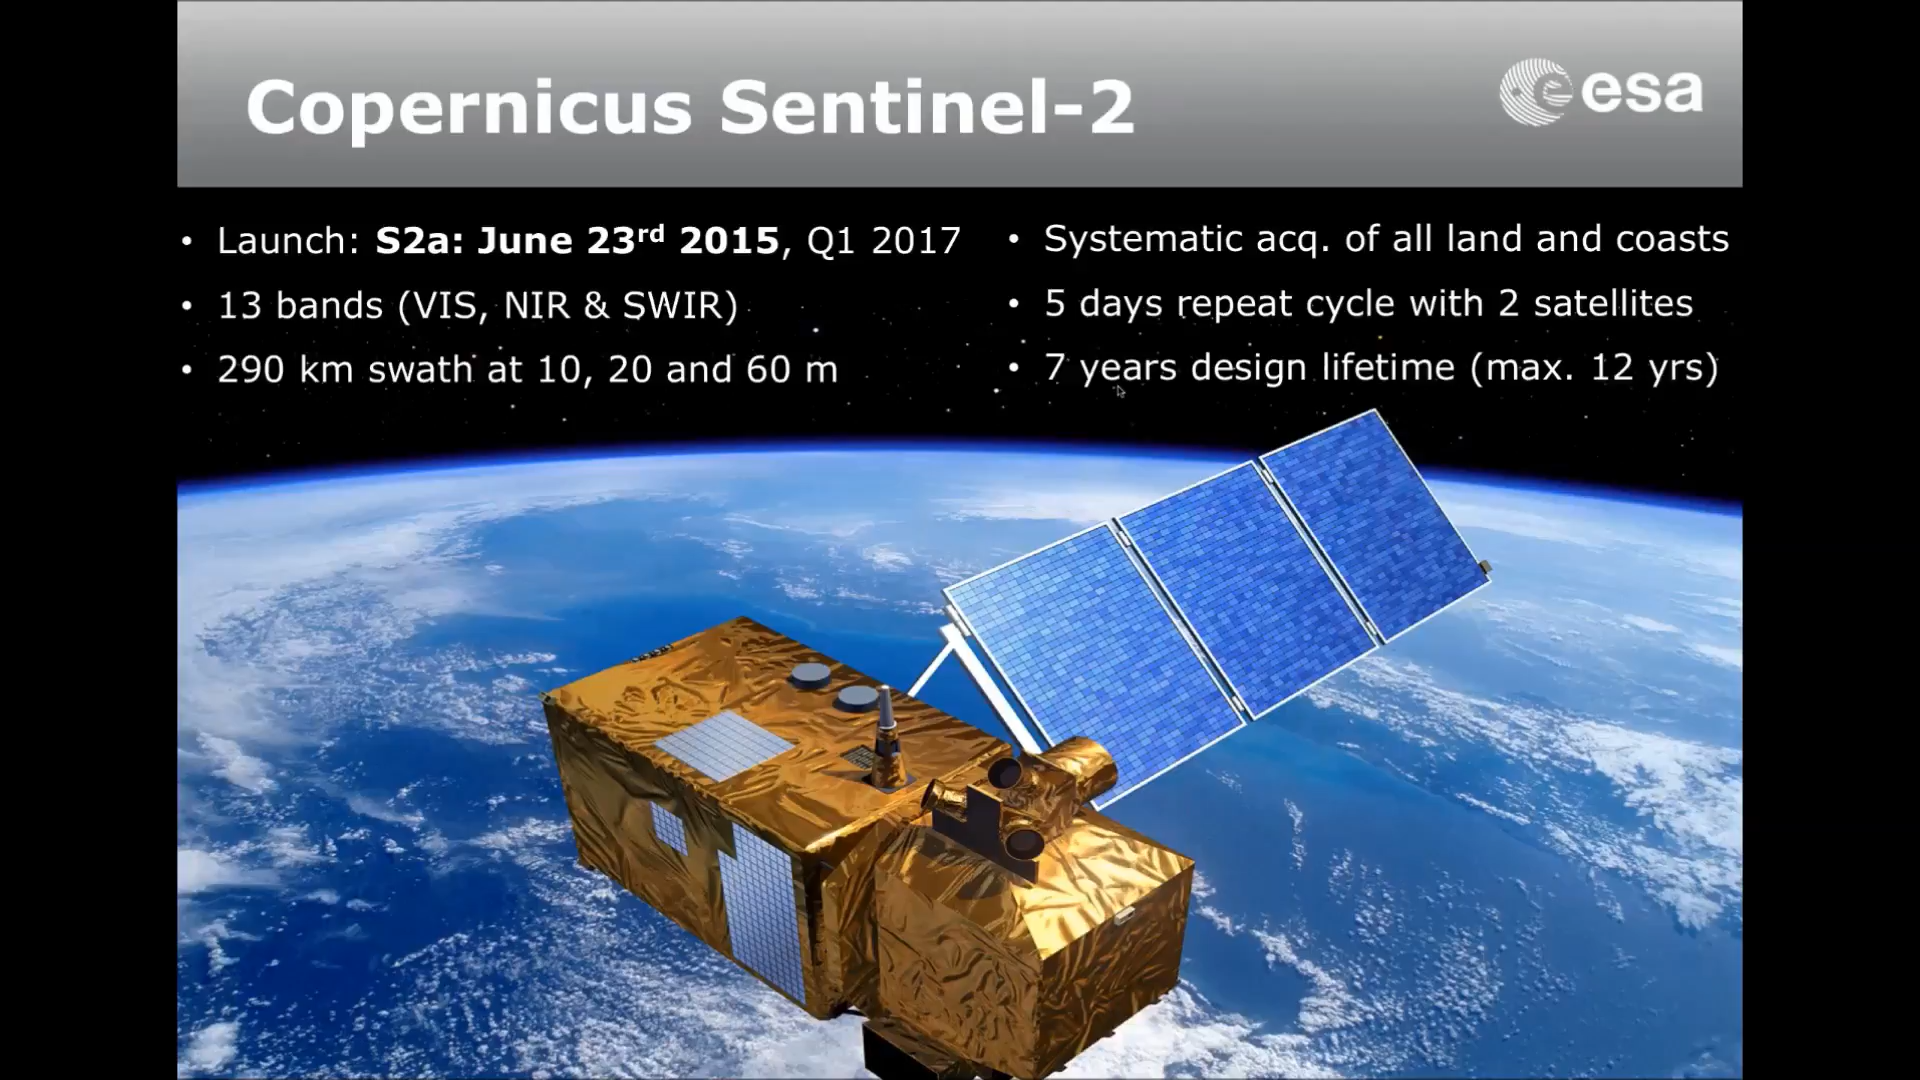 Copernicus Sentinel-2
esa
• Launch: S2a: June 23rd 2015, Q1 2017
• 13 bands (VIS, NIR & SWIR)
• 290 km swath at 10, 20 and 60 m
• Systematic acq. of all land and coasts
• 5 days repeat cycle with 2 satellites
• 7 years design lifetime (max. 12 yrs)